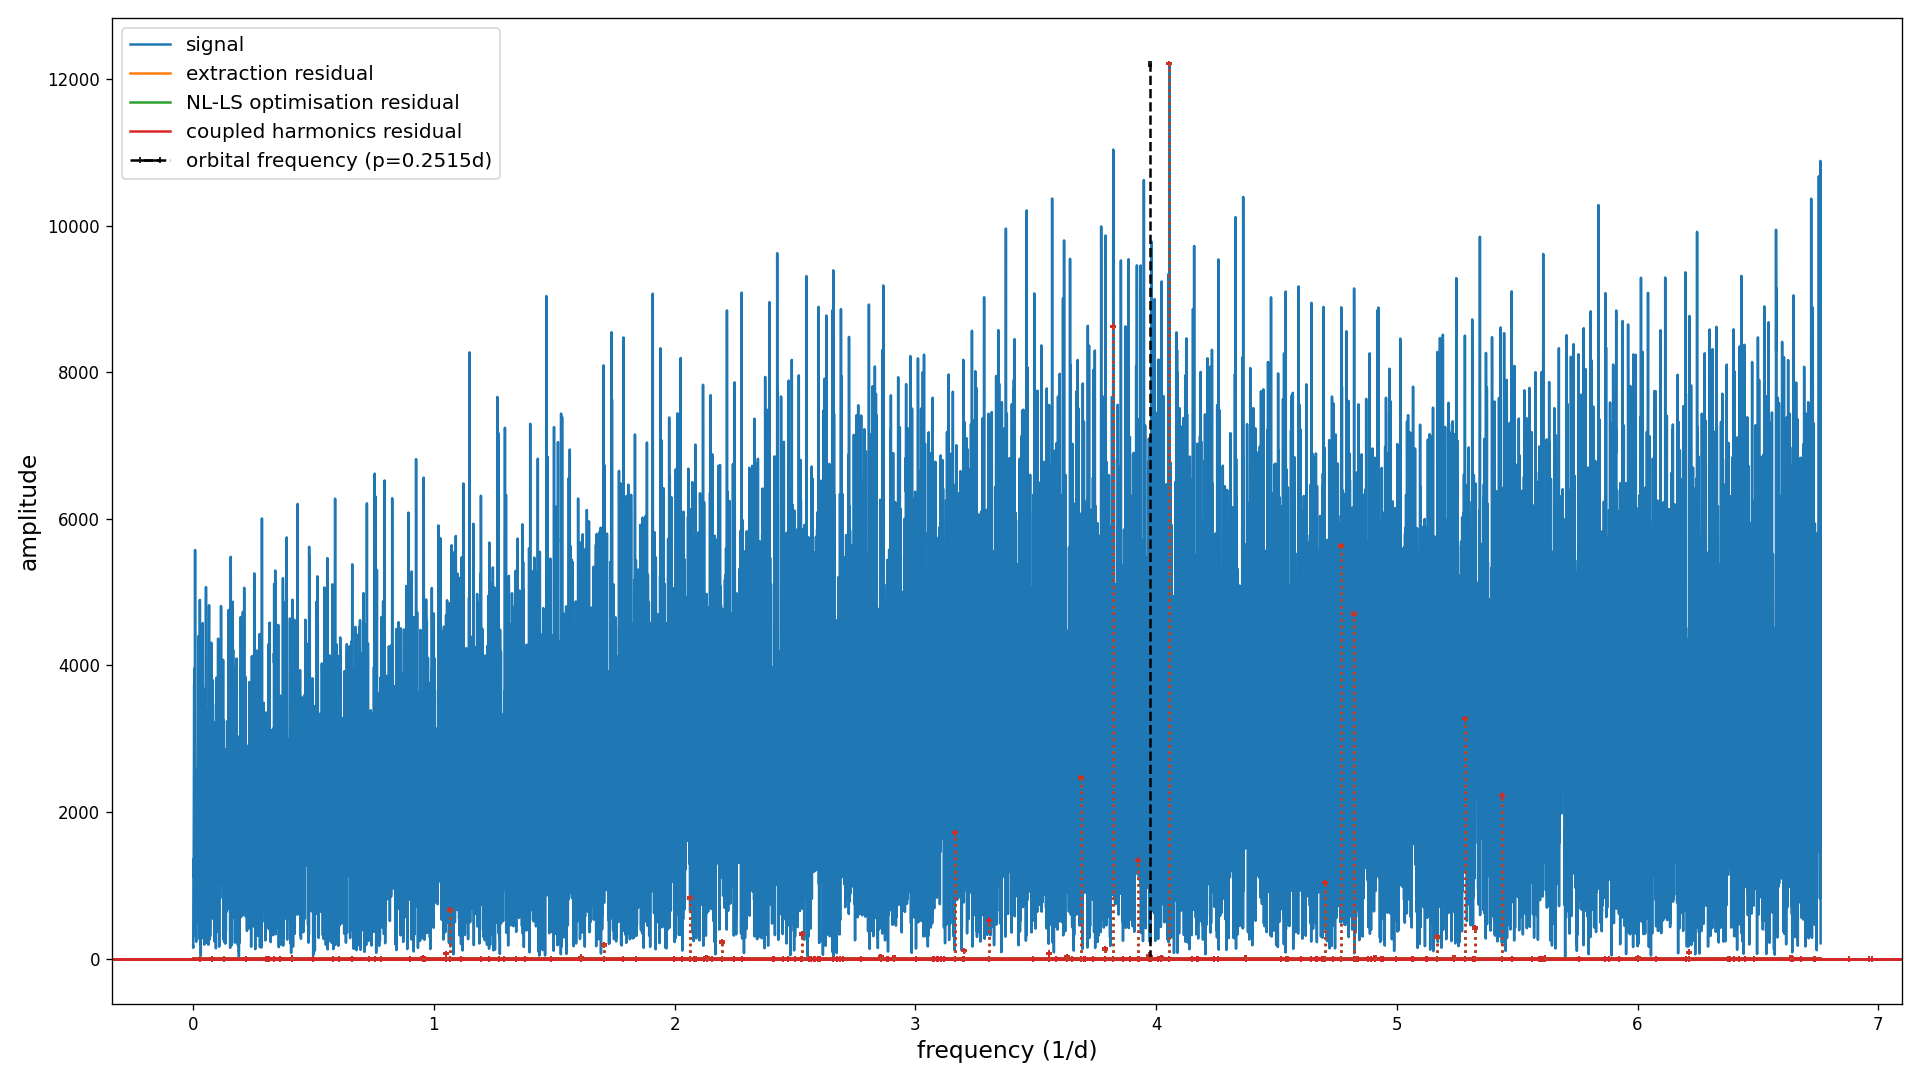 signal
extraction residual
NL-LS optimisation residual
coupled harmonics residual
orbital frequency (p=0.2515d)
12000
10000
8000
6000
4000
2000
0
amplitude
0 1 2 3 4 5 6 7
frequency (1/d)